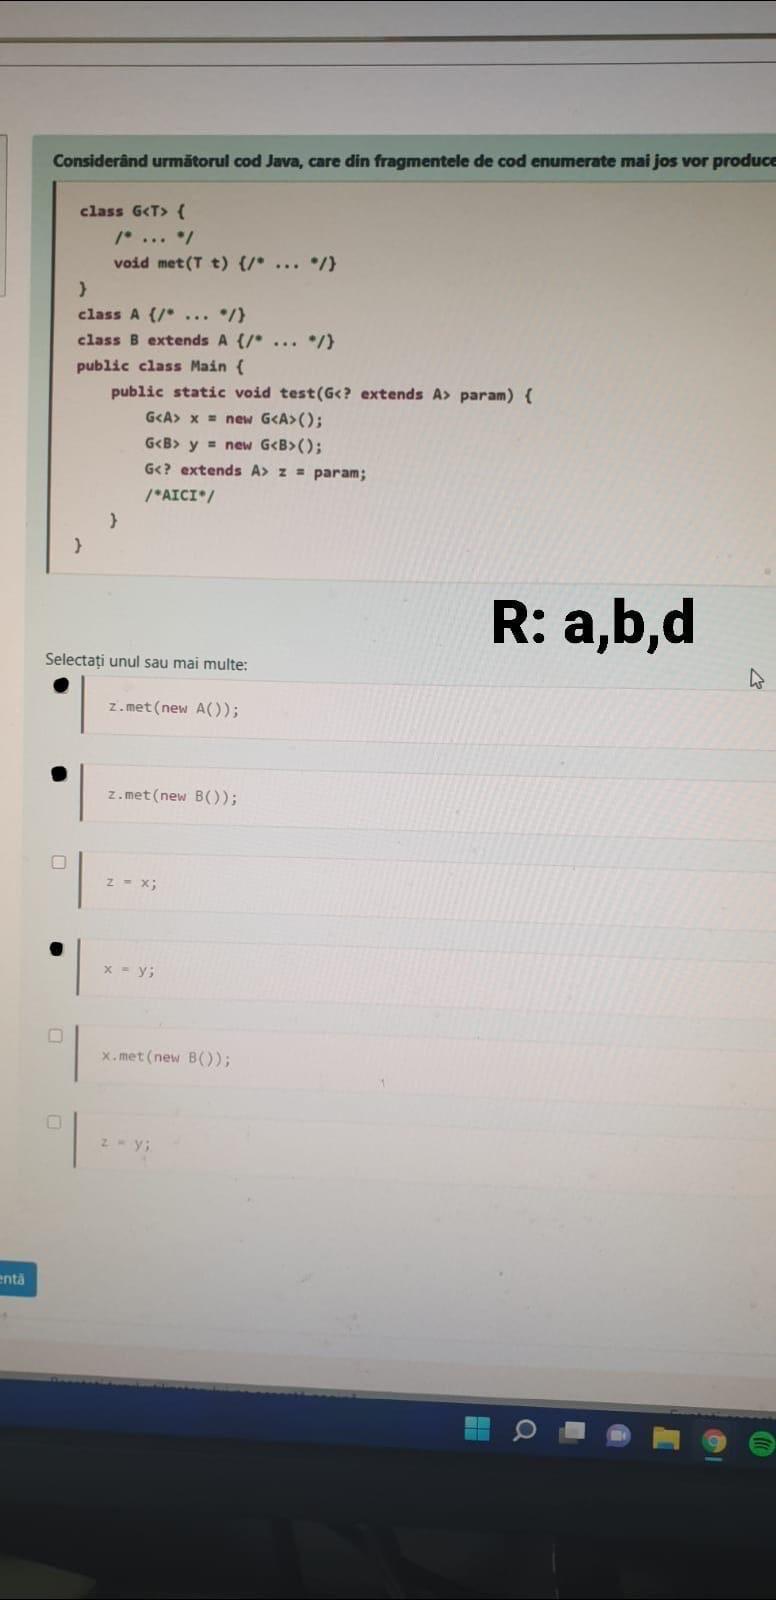 Considerând următorul cod Java, care din fragmentele de cod enumerate mai jos vor produce
class G<T> {
/* ... */
void met(T t) {/* ... */}
}
class A {/* ... */}
class B extends A {/* ... */}
public class Main {
public static void test(G<? extends A> param) {
G<A> x = new G<A>();
G<B> y = new G<B>();
G<? extends A> z = param;
/*AICI*/
}
}
R: a,b,d
Selectați unul sau mai multe:
z.met(new A());
z.met(new B());
z = x;
x = y;
x.met(new B());
z = y;
entă